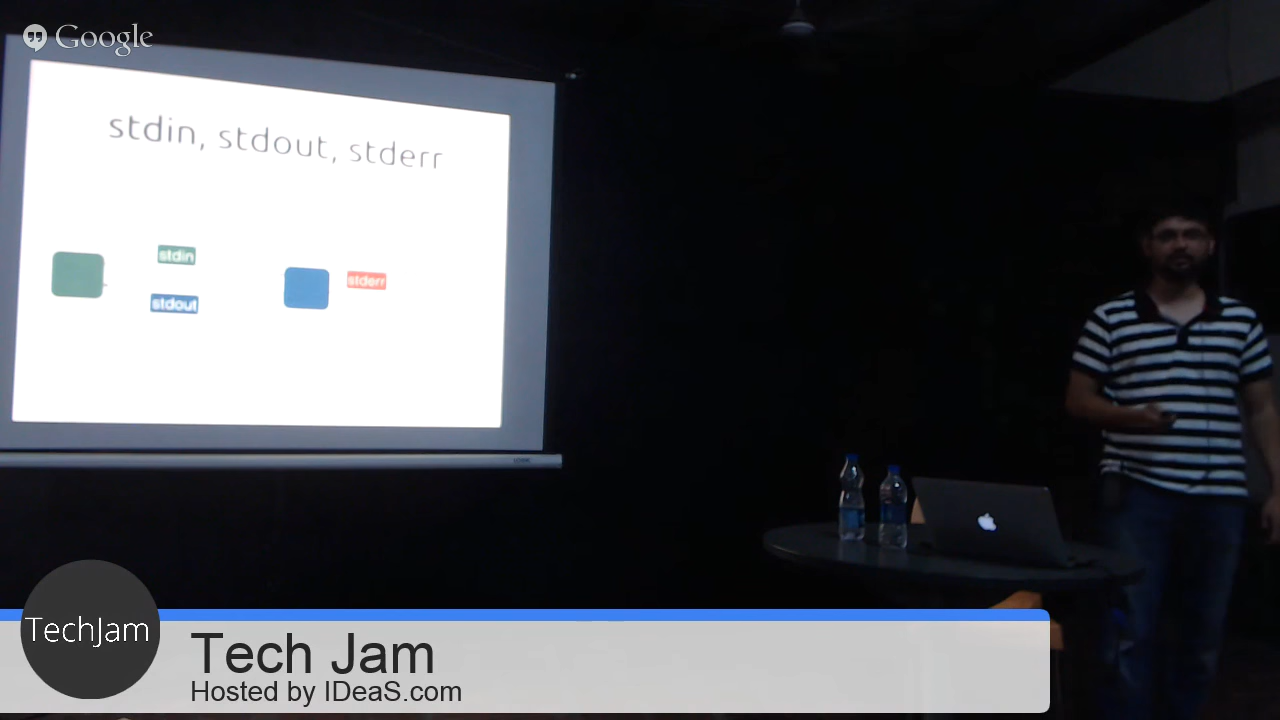 Google
stdin, stdout, stderr
stdin
stderr
stdout
TechJam
Tech Jam
Hosted by IDeaS.com